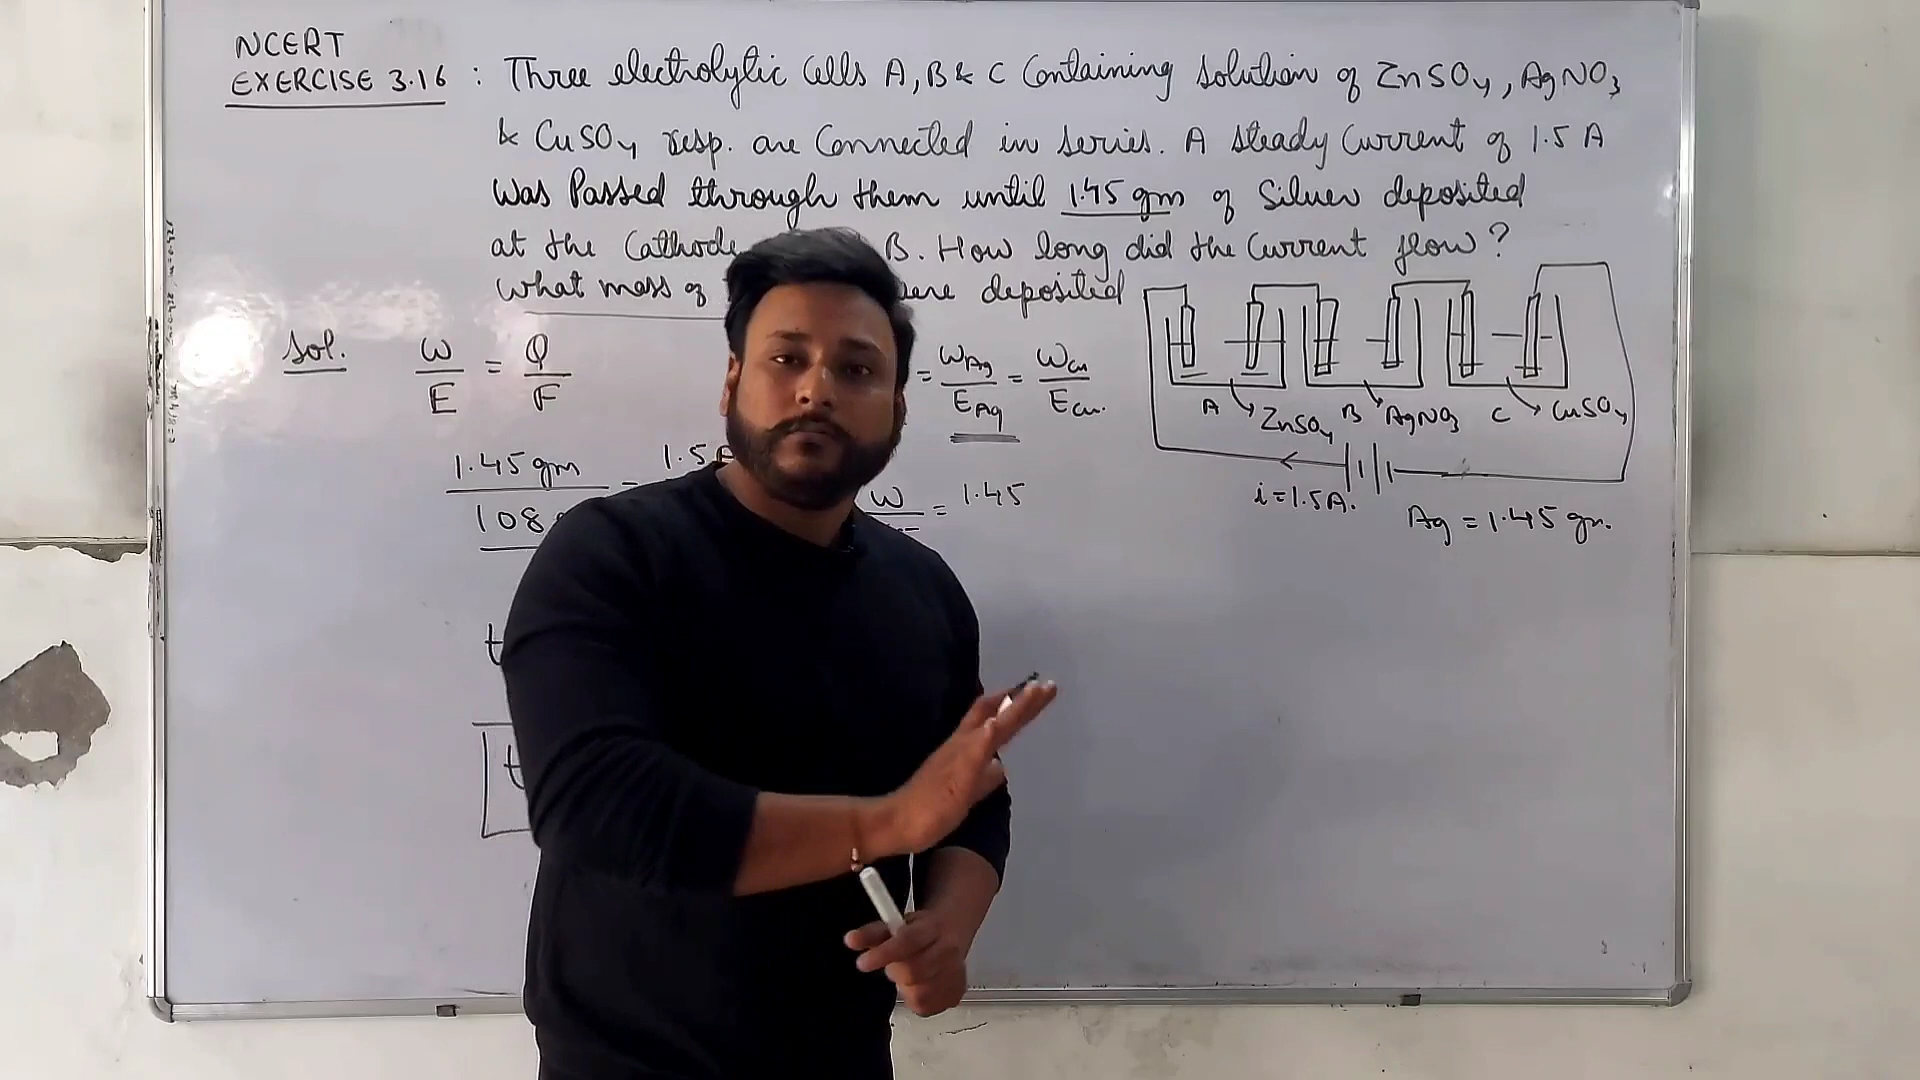 NCERT
EXERCISE 3.16 : Three electrolytic Cells A, B & C Containing solution of ZnSO4, AgNO3
& CuSO4 resp. are Connected in series. A steady Current of 1.5 A
was Passed through them until 1.45 gm of Silver deposited
at the Cathode B. How long did the Current flow?
What mass of were deposited
Sol. W/E = Q/F = WAg/EAg = WCu/ECu.
A ZnSO4 B AgNO3 C CuSO4
1.45 gm / 108 = 1.5A
W = 1.45
i = 1.5A.
Ag = 1.45 gm.
t
t